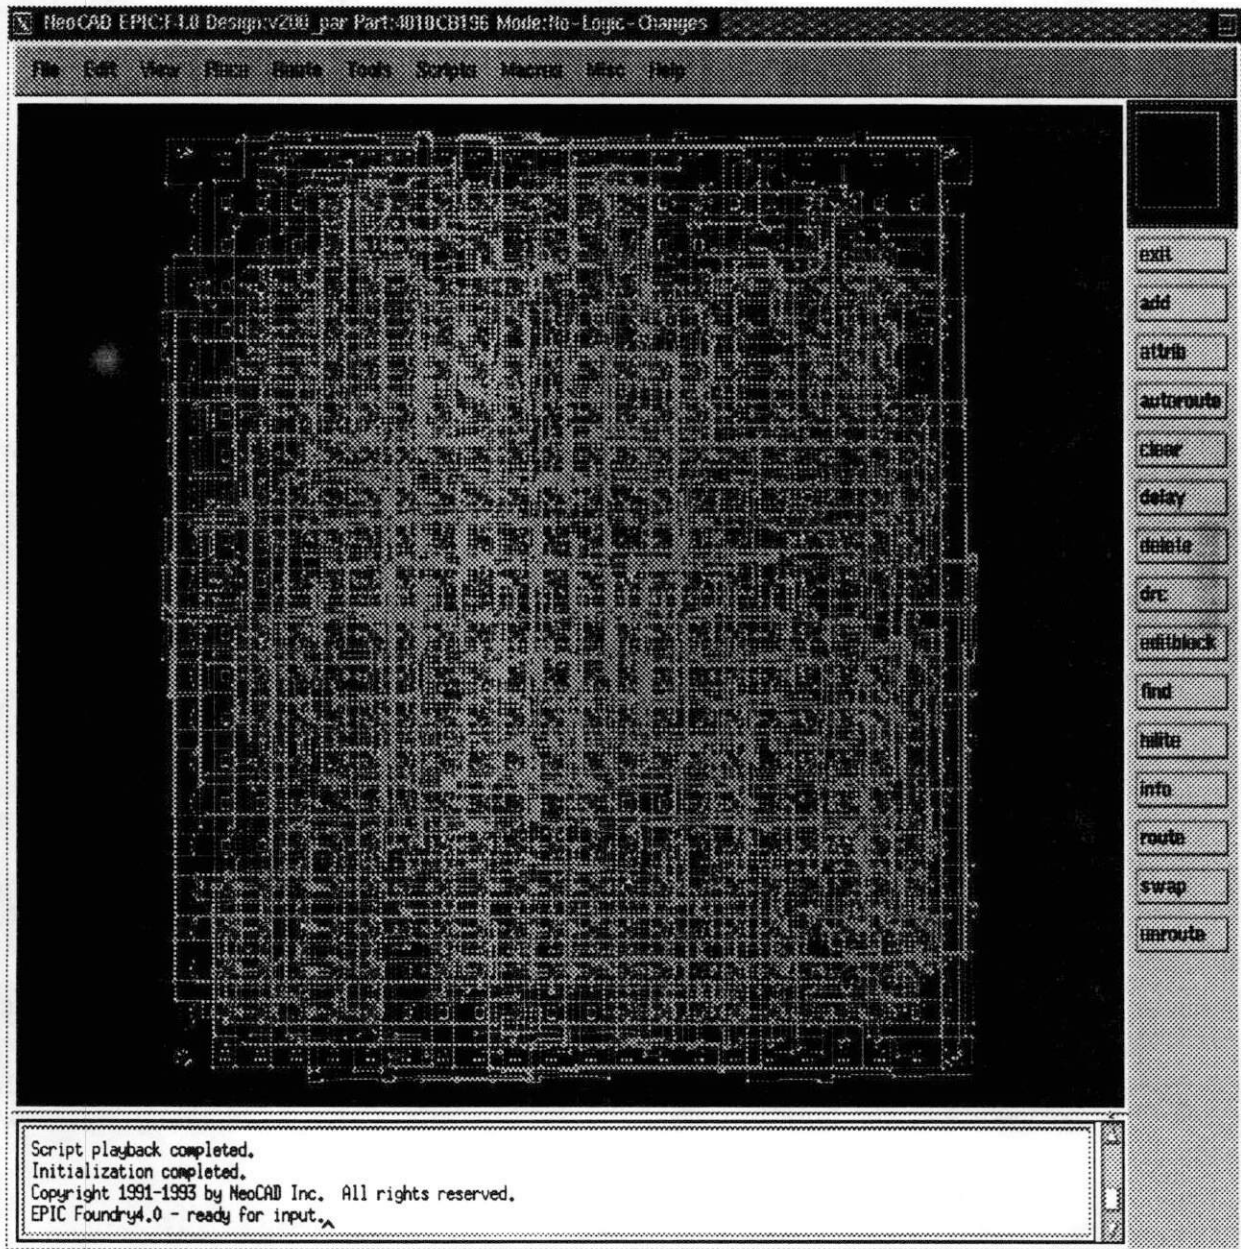 NeoCAD EPIC:F4.0 Design:v200_par Part:4010CB196 Mode:No-Logic-Changes
File Edit View Place Route Tools Scripts Macros Misc Help
exit
add
attrib
autoroute
clear
delay
delete
drc
editblock
find
hilite
info
route
swap
unroute
Script playback completed.
Initialization completed.
Copyright 1991-1993 by NeoCAD Inc. All rights reserved.
EPIC Foundry4.0 - ready for input.